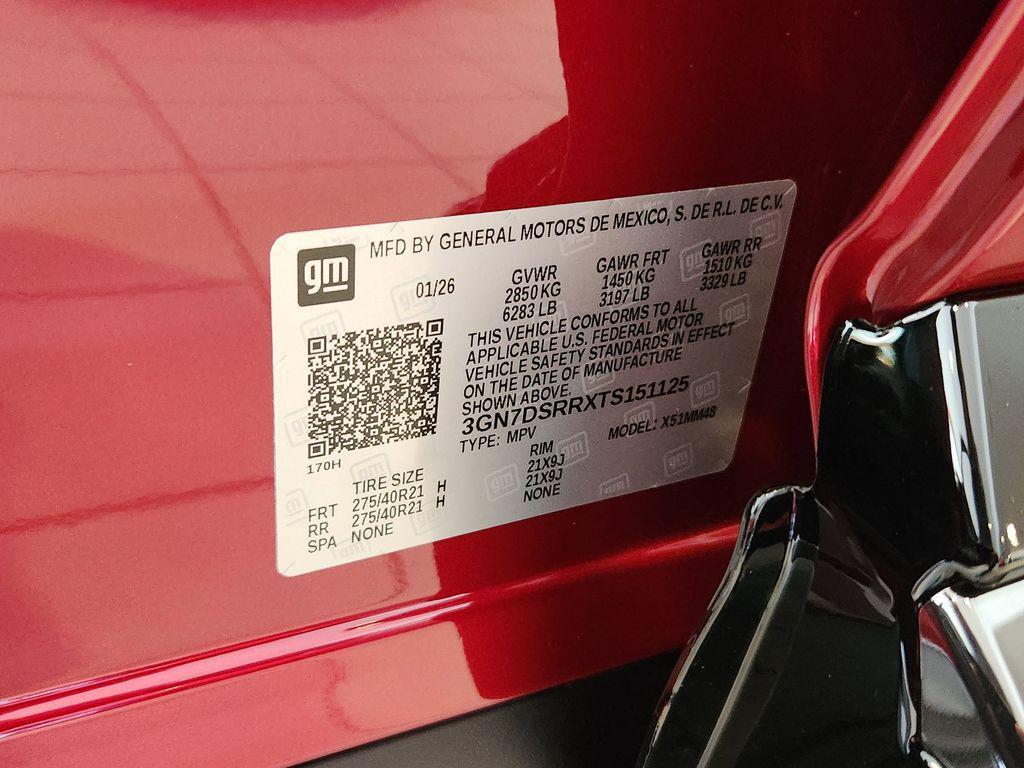 gm
MFD BY GENERAL MOTORS DE MEXICO, S. DE R.L. DE C.V.
01/26 GVWR GAWR FRT GAWR RR
2850 KG 1450 KG 1510 KG
6283 LB 3197 LB 3329 LB
THIS VEHICLE CONFORMS TO ALL
APPLICABLE U.S. FEDERAL MOTOR
VEHICLE SAFETY STANDARDS IN EFFECT
ON THE DATE OF MANUFACTURE
SHOWN ABOVE.
3GN7DSRRXTS151125
TYPE: MPV MODEL: X51MM48
170H
TIRE SIZE RIM
FRT 275/40R21 H 21X9J
RR 275/40R21 H 21X9J
SPA NONE NONE